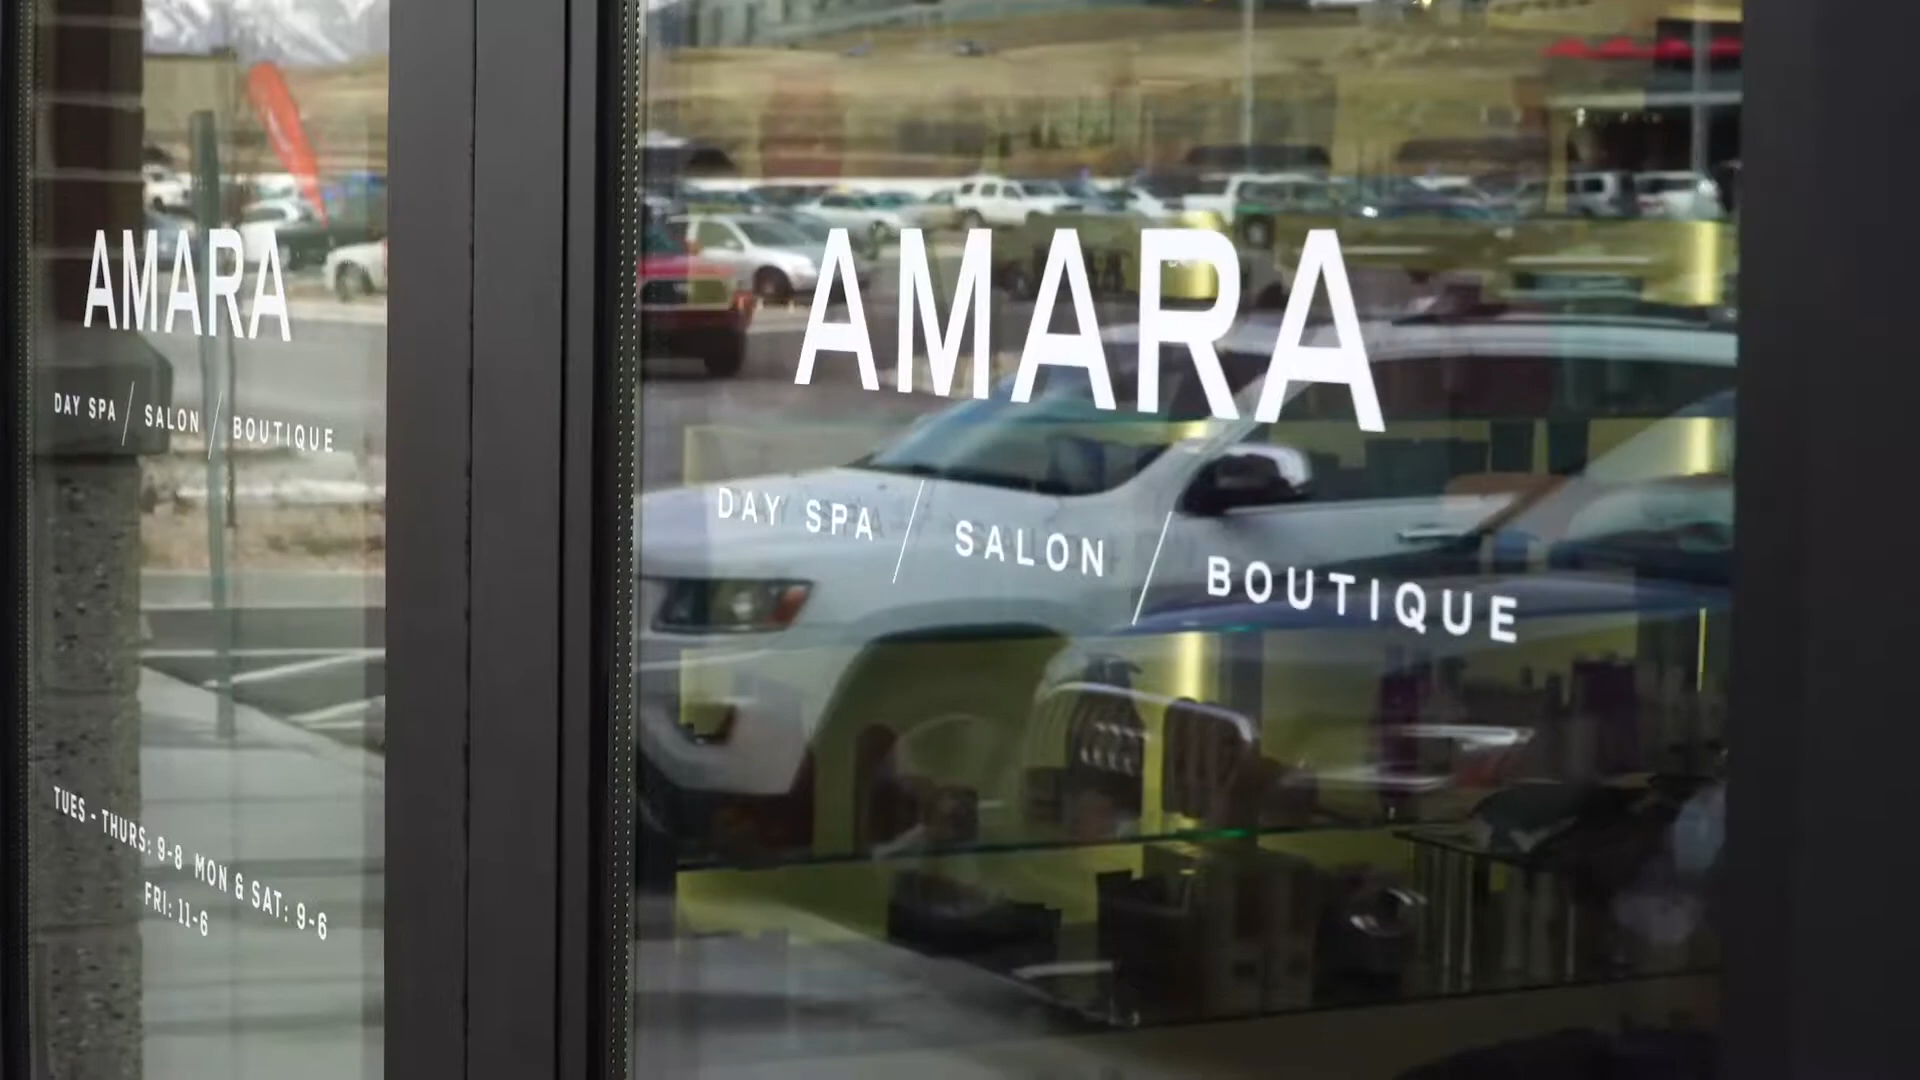 AMARA
DAY SPA / SALON / BOUTIQUE
TUES - THURS: 9-8 MON & SAT: 9-6
FRI: 11-6
AMARA
DAY SPA / SALON / BOUTIQUE